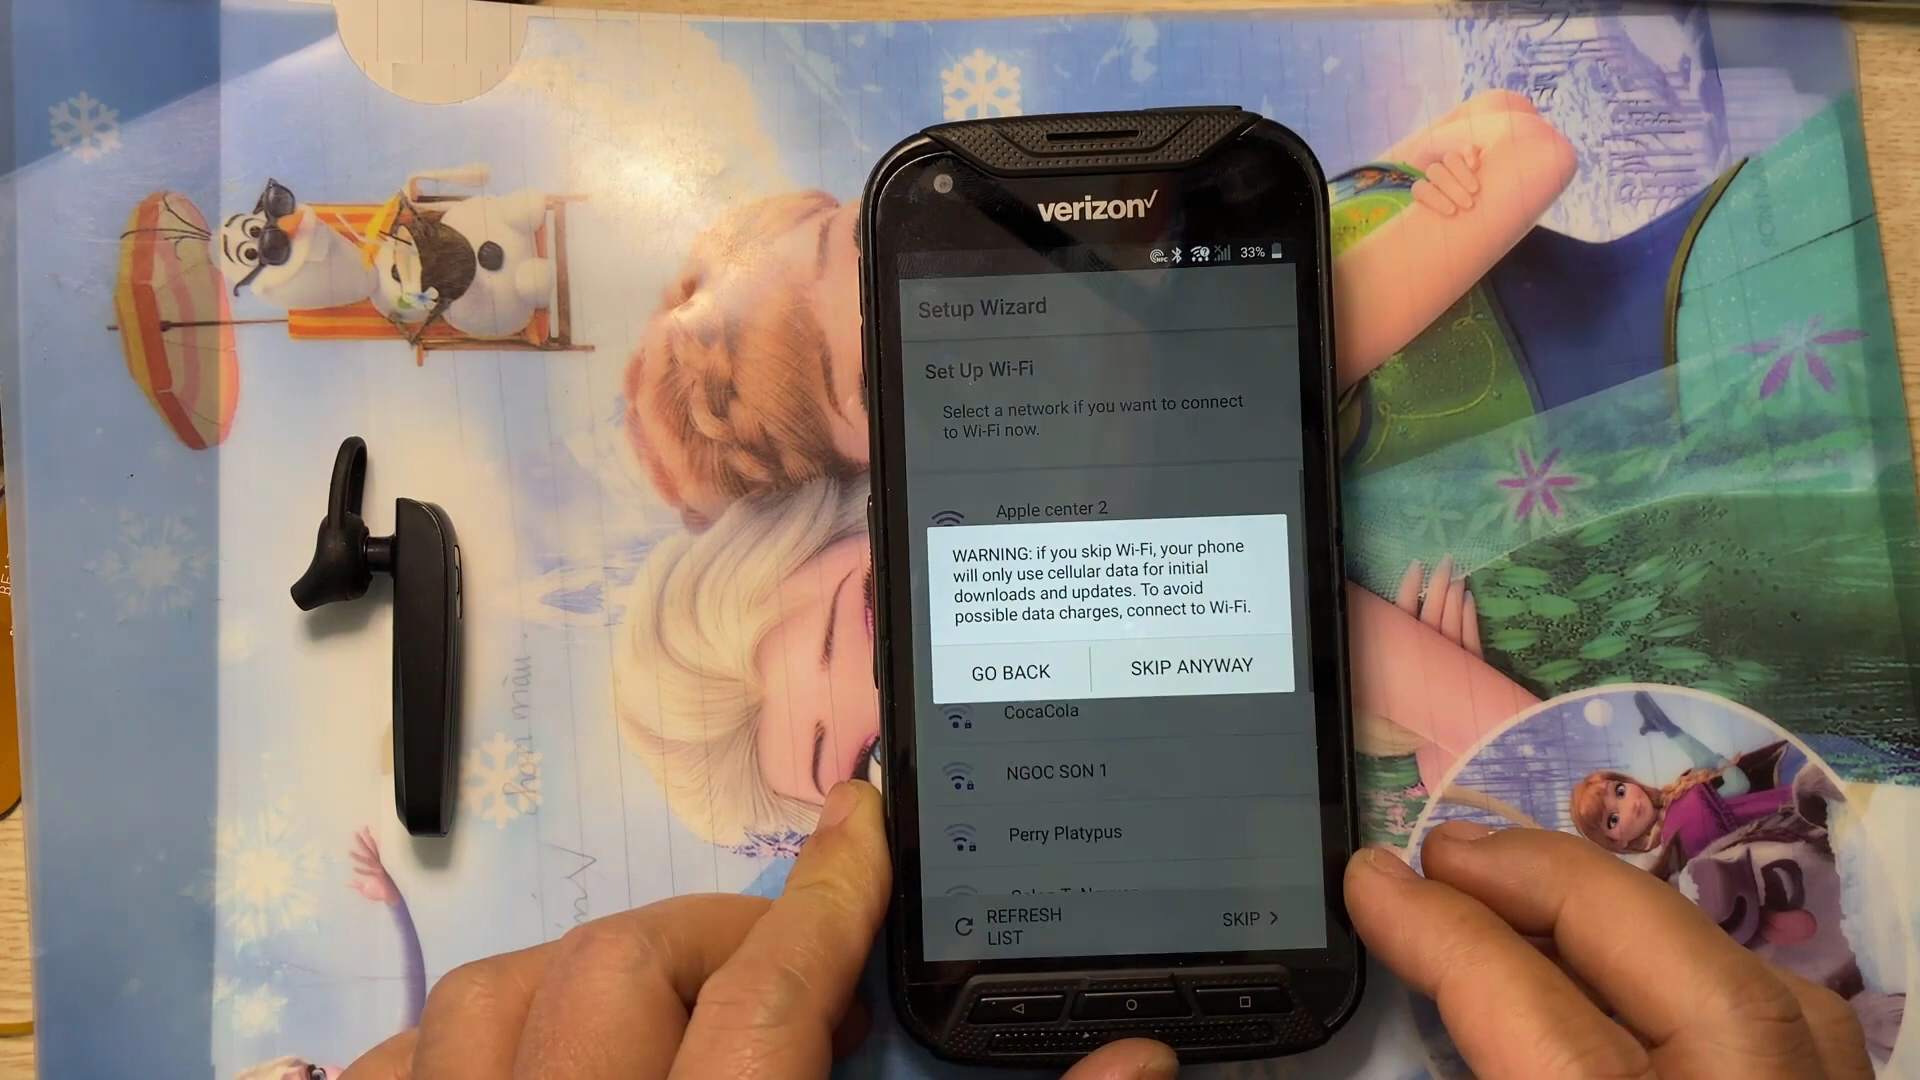 verizon
33%
Setup Wizard
Set Up Wi-Fi
Select a network if you want to connect
to Wi-Fi now.
Apple center 2
WARNING: if you skip Wi-Fi, your phone
will only use cellular data for initial
downloads and updates. To avoid
possible data charges, connect to Wi-Fi.
GO BACK
SKIP ANYWAY
CocaCola
NGOC SON 1
Perry Platypus
REFRESH
LIST
SKIP